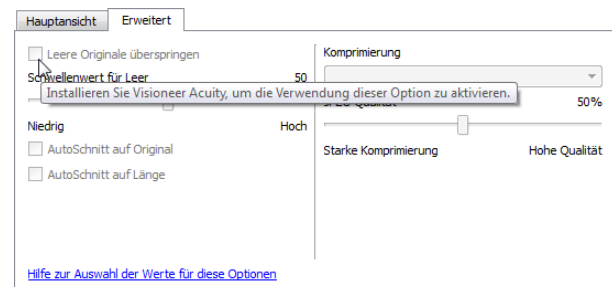 Hauptansicht Erweitert
Leere Originale überspringen
Komprimierung
Schwellenwert für Leer 50
Installieren Sie Visioneer Acuity, um die Verwendung dieser Option zu aktivieren.
JPEG Qualität 50%
Niedrig Hoch
AutoSchnitt auf Original
Starke Komprimierung Hohe Qualität
AutoSchnitt auf Länge
Hilfe zur Auswahl der Werte für diese Optionen